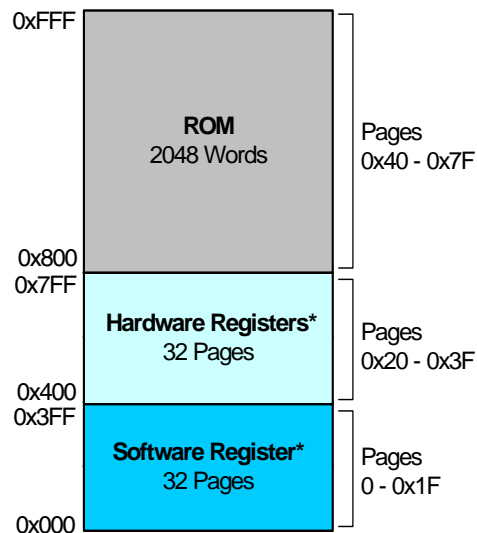 0xFFF
ROM
2048 Words
Pages
0x40 - 0x7F
0x800
0x7FF
Hardware Registers*
32 Pages
Pages
0x20 - 0x3F
0x400
0x3FF
Software Register*
32 Pages
Pages
0 - 0x1F
0x000